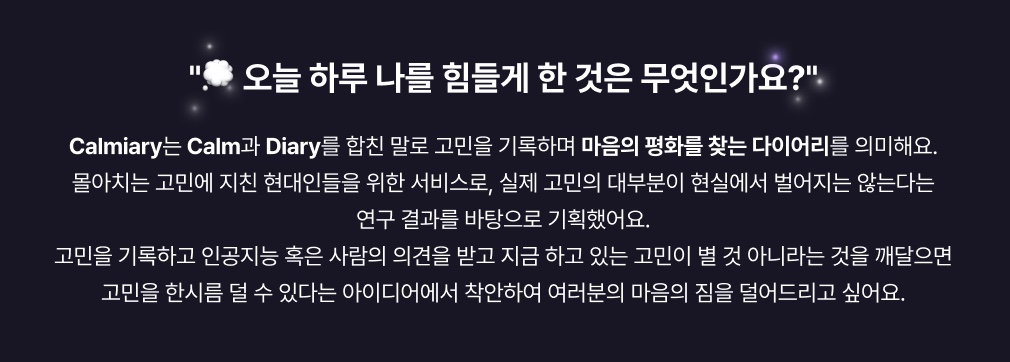 "💭 오늘 하루 나를 힘들게 한 것은 무엇인가요?"
Calmiary는 Calm과 Diary를 합친 말로 고민을 기록하며 마음의 평화를 찾는 다이어리를 의미해요.
몰아치는 고민에 지친 현대인들을 위한 서비스로, 실제 고민의 대부분이 현실에서 벌어지는 않는다는
연구 결과를 바탕으로 기획했어요.
고민을 기록하고 인공지능 혹은 사람의 의견을 받고 지금 하고 있는 고민이 별 것 아니라는 것을 깨달으면
고민을 한시름 덜 수 있다는 아이디어에서 착안하여 여러분의 마음의 짐을 덜어드리고 싶어요.